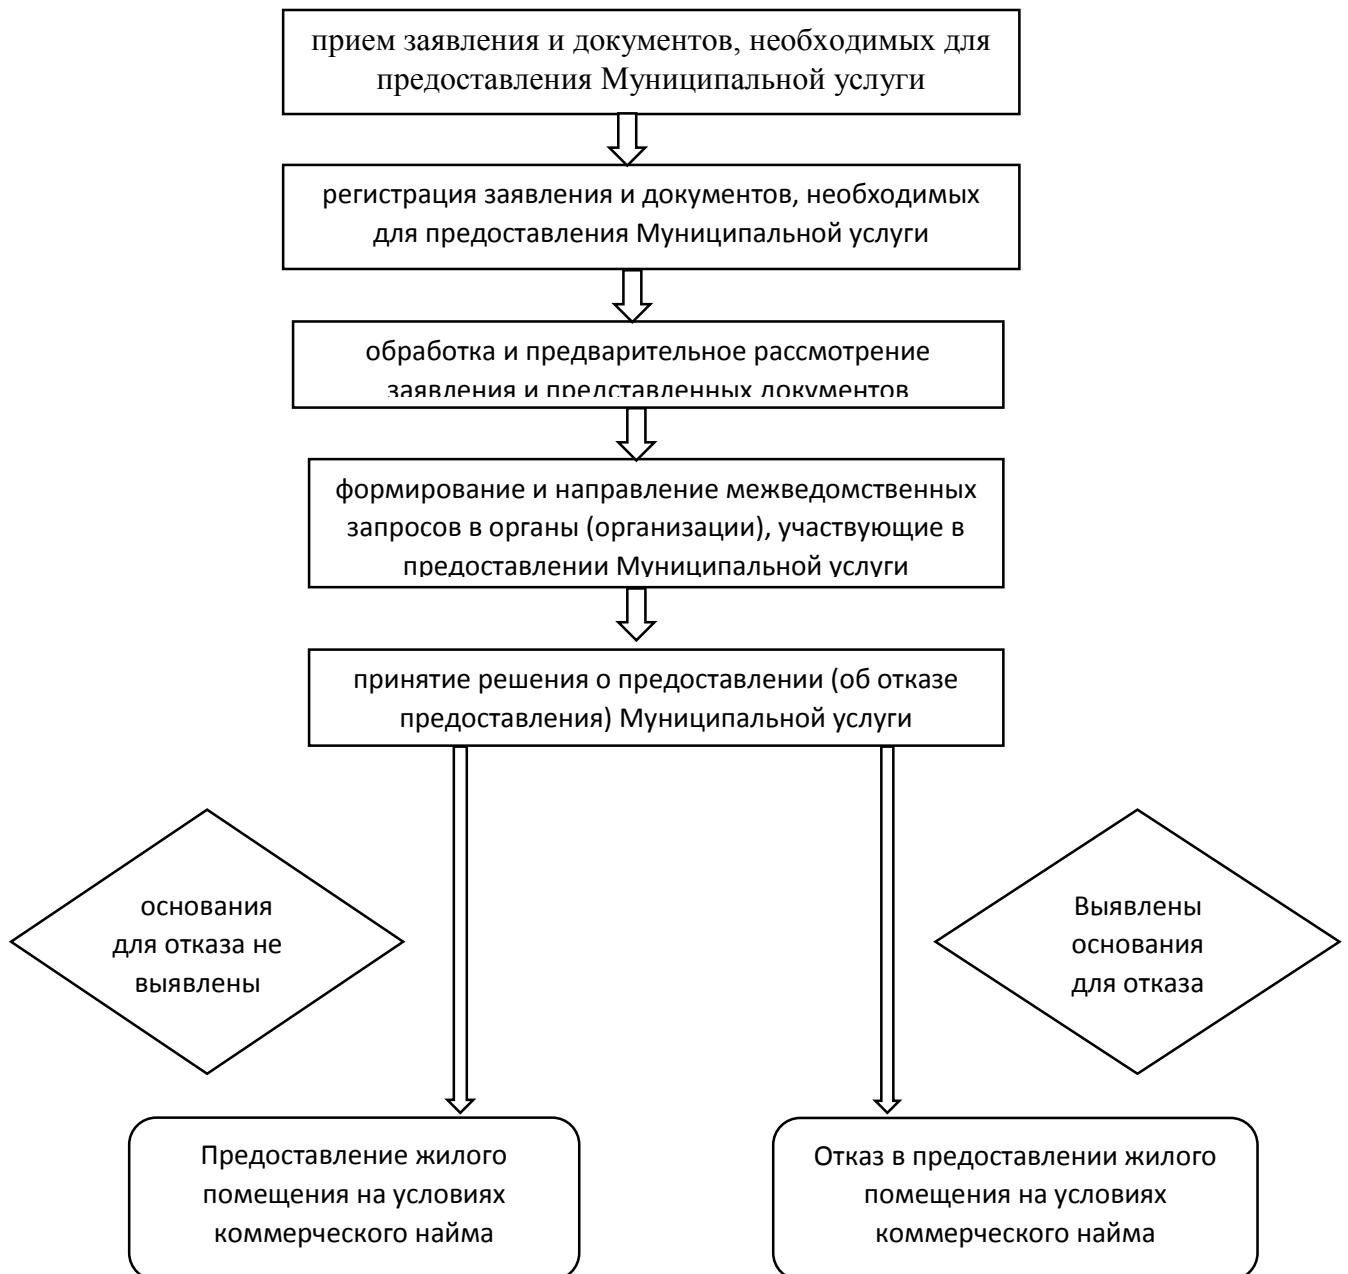 прием заявления и документов, необходимых для
предоставления Муниципальной услуги
регистрация заявления и документов, необходимых
для предоставления Муниципальной услуги
обработка и предварительное рассмотрение
заявления и представленных документов
формирование и направление межведомственных
запросов в органы (организации), участвующие в
предоставлении Муниципальной услуги
принятие решения о предоставлении (об отказе
предоставления) Муниципальной услуги
основания
для отказа не
выявлены
Выявлены
основания
для отказа
Предоставление жилого
помещения на условиях
коммерческого найма
Отказ в предоставлении жилого
помещения на условиях
коммерческого найма